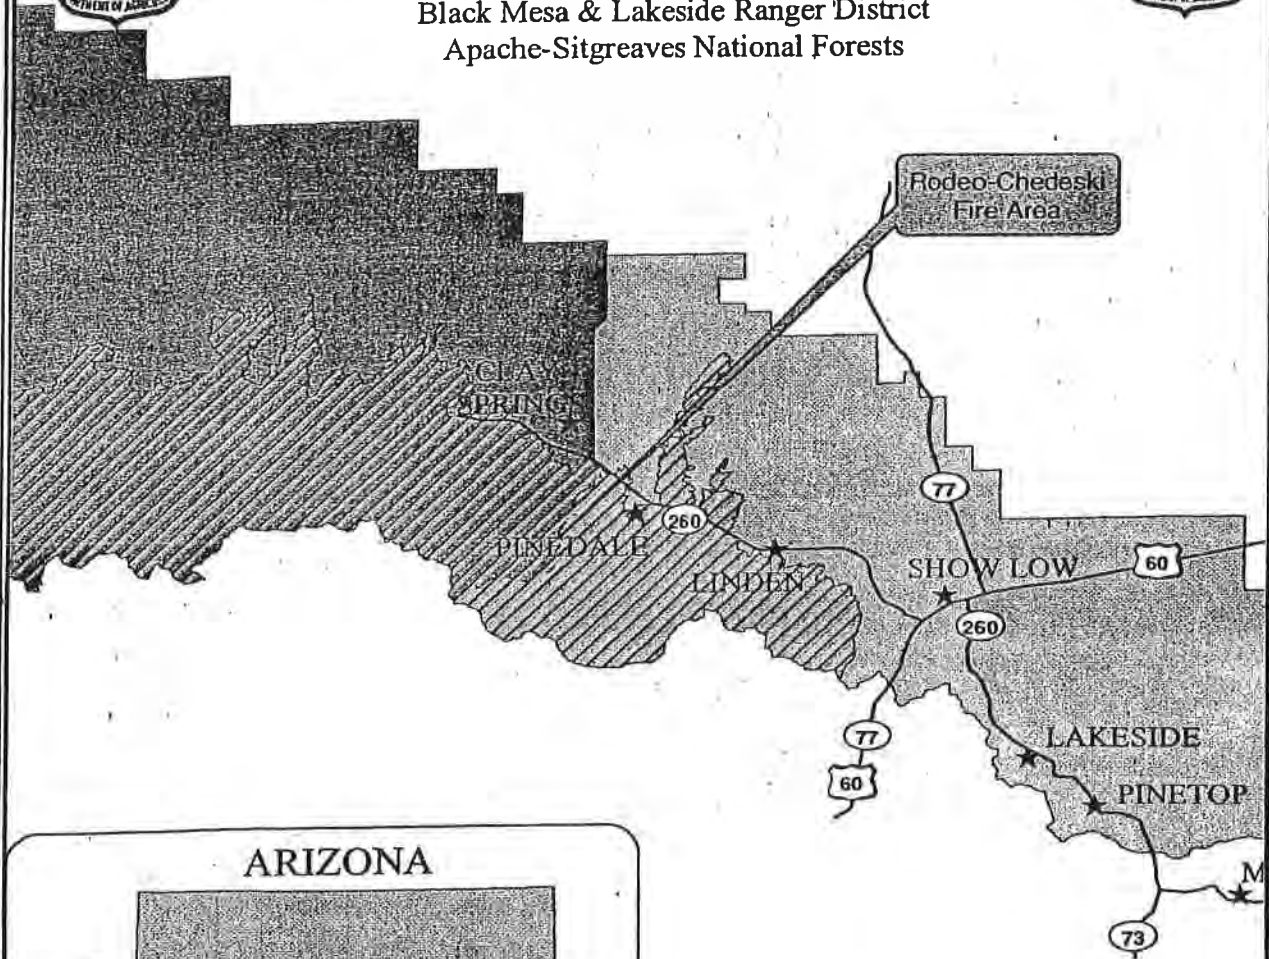 Black Mesa & Lakeside Ranger District
Apache-Sitgreaves National Forests
Rodeo-Chedeski
Fire Area
CLAY
SPRINGS
77
260
PINEDALE
LINDEN
SHOW LOW
60
260
77
60
LAKESIDE
PINETOP
ARIZONA
M
73